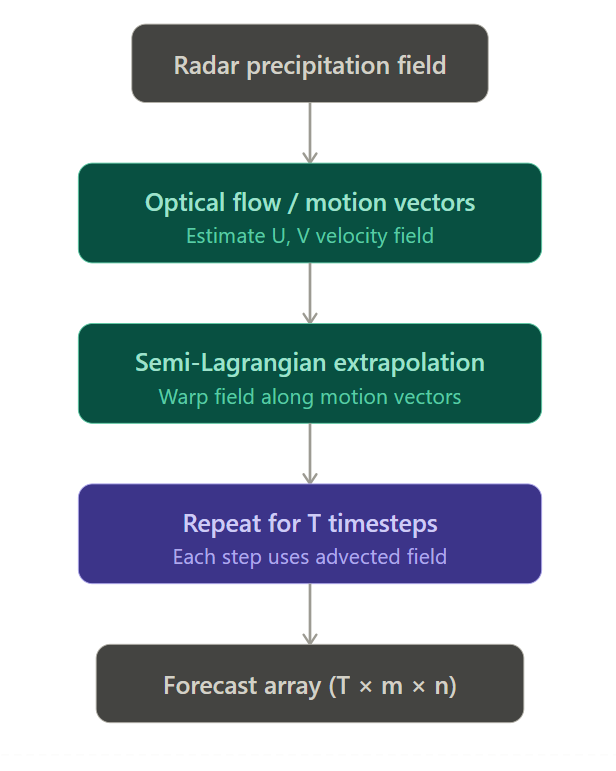 Radar precipitation field
Optical flow / motion vectors
Estimate U, V velocity field
Semi-Lagrangian extrapolation
Warp field along motion vectors
Repeat for T timesteps
Each step uses advected field
Forecast array (T × m × n)